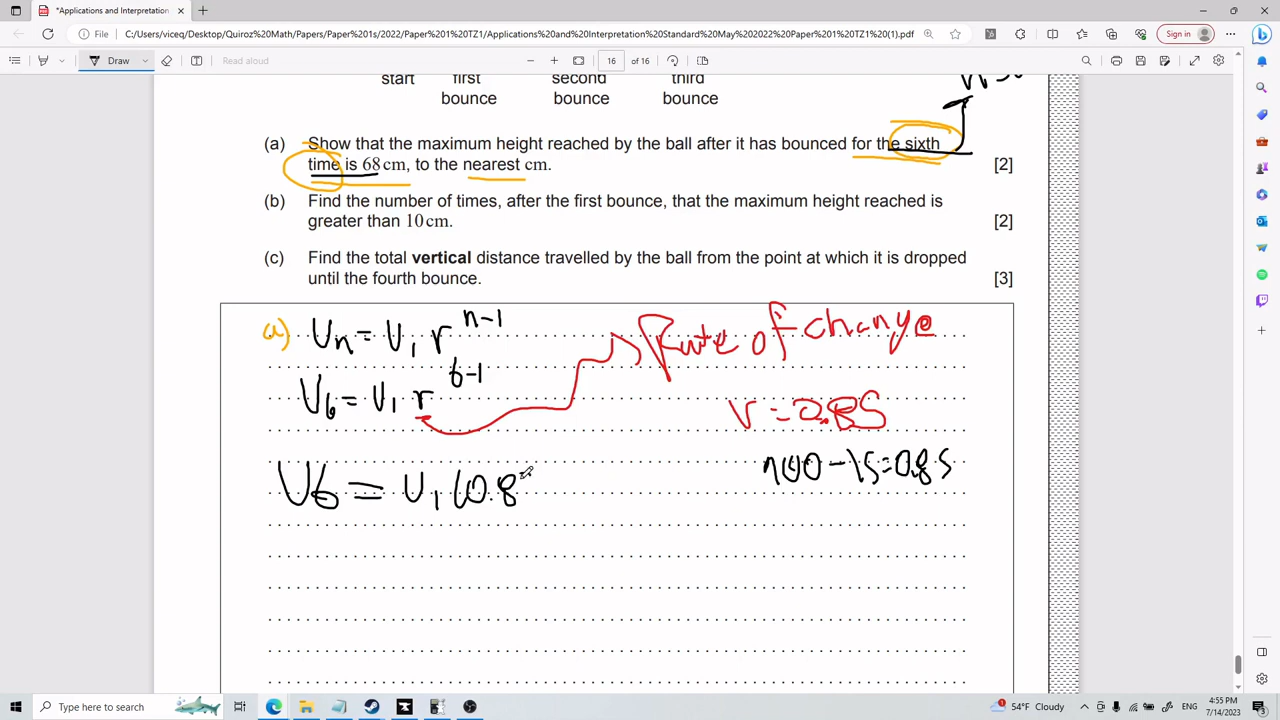 *Applications and Interpretation
File C:/Users/viceq/Desktop/Quiroz%20Math/Papers/Paper%201s/2022/Paper%201%20TZ1/Applications%20and%20Interpretation%20Standard%20May%202022%20Paper%201%20TZ1%20(1).pdf
Sign in
Draw Read aloud 16 of 16
start first second third
bounce bounce bounce
(a) Show that the maximum height reached by the ball after it has bounced for the sixth
time is 68 cm, to the nearest cm. [2]
(b) Find the number of times, after the first bounce, that the maximum height reached is
greater than 10 cm. [2]
(c) Find the total vertical distance travelled by the ball from the point at which it is dropped
until the fourth bounce. [3]
a) Un = U1 r n-1
Rate of change
U6 = U1 r 6-1
r = 0.85
100 - 15 = 0.85
U6 = U1 (0.8
Type here to search
54°F Cloudy
4:55 PM
7/14/2023